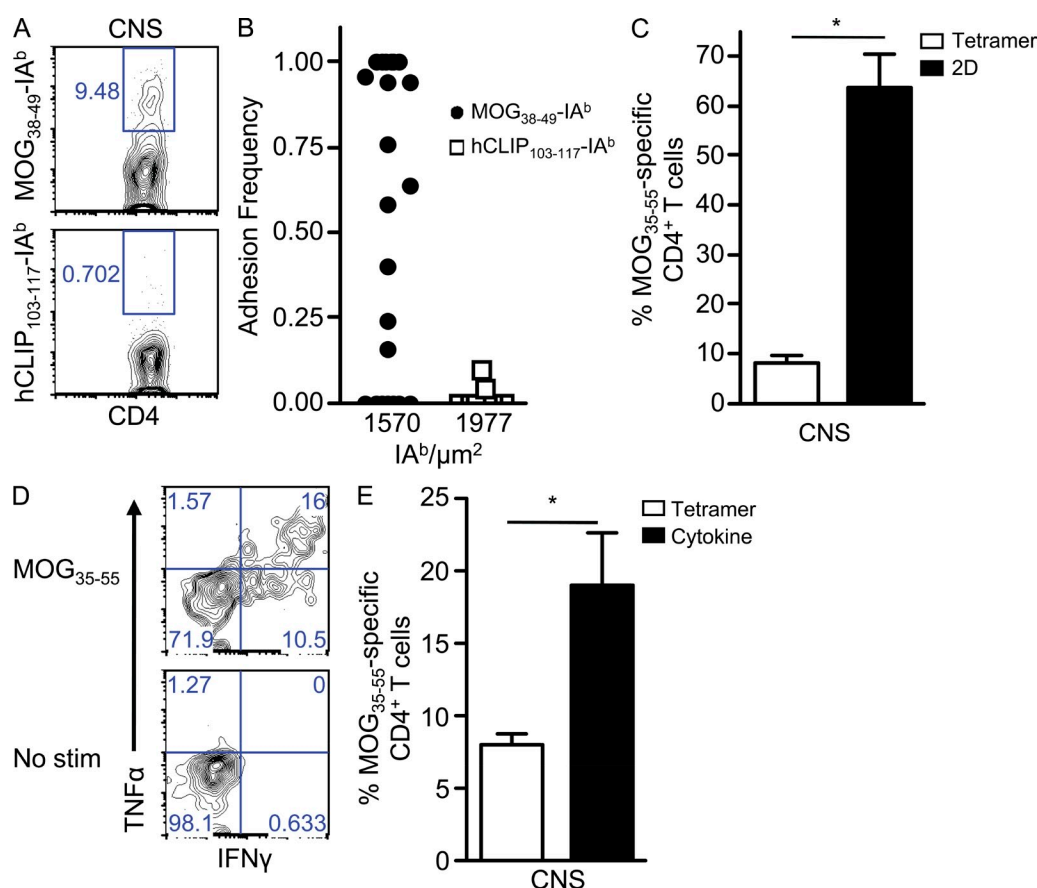 A
CNS
MOG38-49-IAb
9.48
hCLIP103-117-IAb
0.702
CD4
B
Adhesion Frequency
1.00
0.75
0.50
0.25
0.00
MOG38-49-IAb
hCLIP103-117-IAb
1570
1977
IAb/μm2
C
% MOG35-55-specific
CD4+ T cells
70
60
50
40
30
20
10
0
*
Tetramer
2D
CNS
D
MOG35-55
1.57
16
71.9
10.5
No stim
1.27
0
98.1
0.633
TNFα
IFNγ
E
% MOG35-55-specific
CD4+ T cells
25
20
15
10
5
0
*
Tetramer
Cytokine
CNS